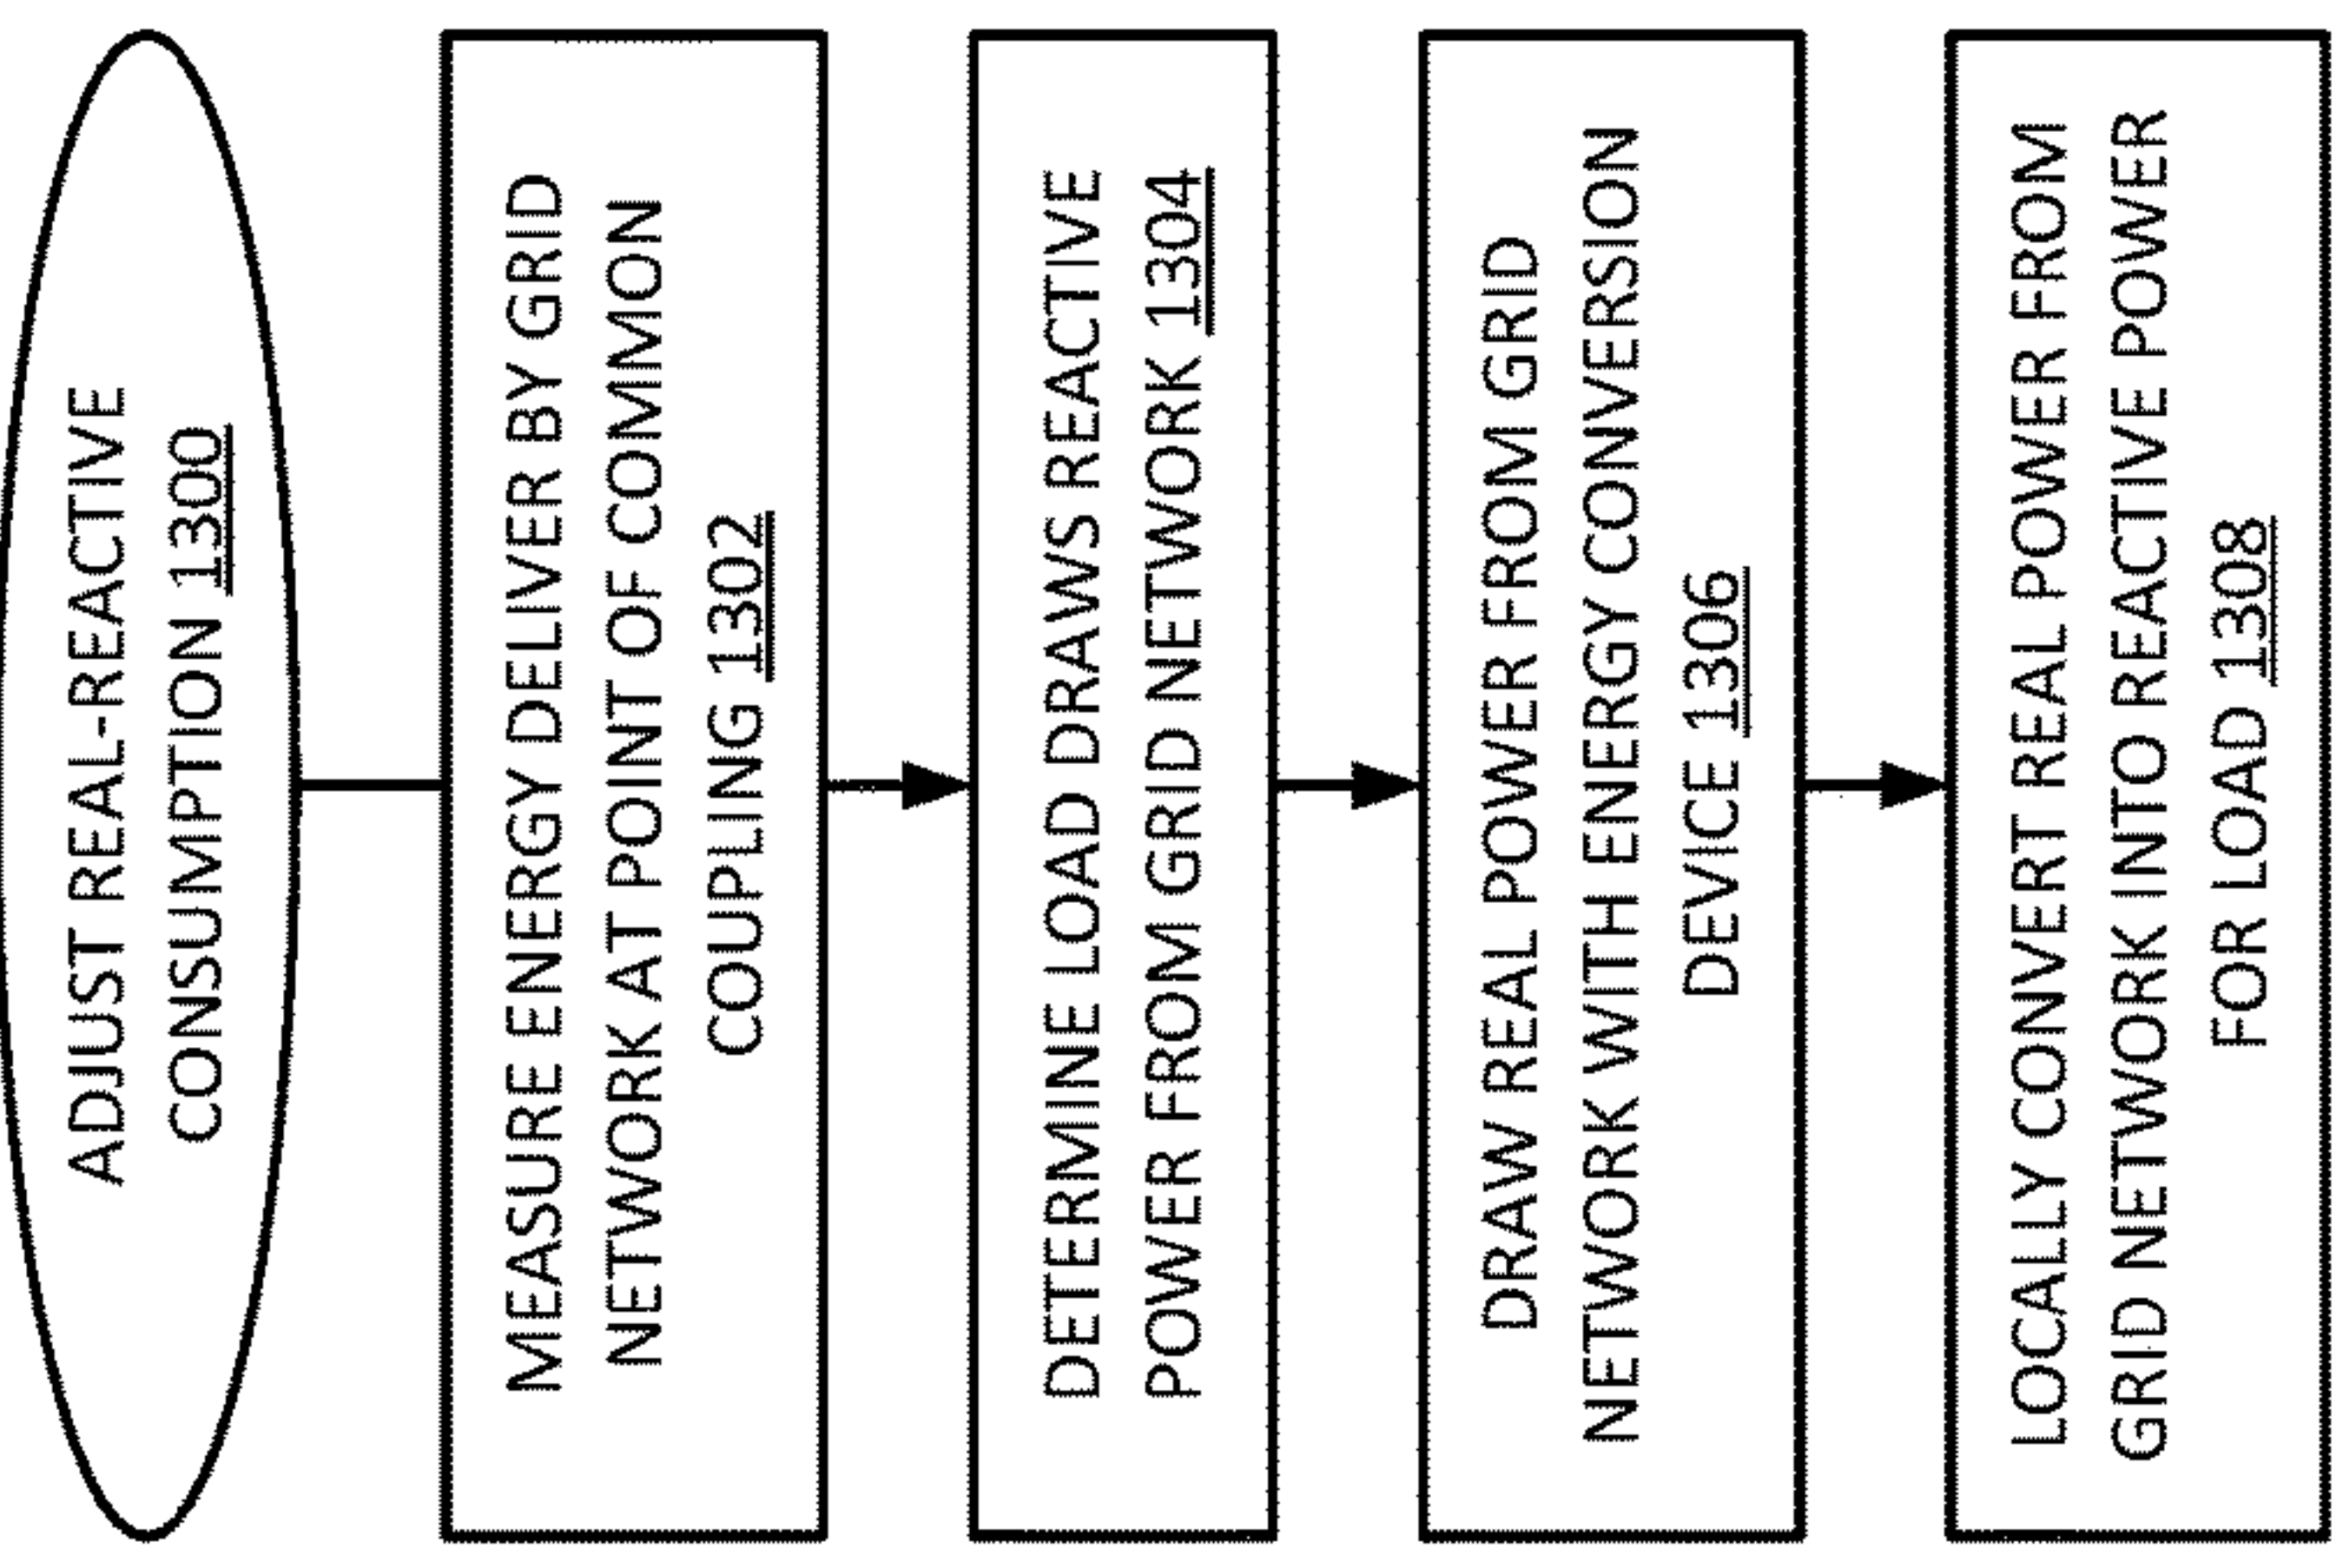 ADJUST REAL-REACTIVE
CONSUMPTION 1300
MEASURE ENERGY DELIVER BY GRID
NETWORK AT POINT OF COMMON
COUPLING 1302
DETERMINE LOAD DRAWS REACTIVE
POWER FROM GRID NETWORK 1304
DRAW REAL POWER FROM GRID
NETWORK WITH ENERGY CONVERSION
DEVICE 1306
LOCALLY CONVERT REAL POWER FROM
GRID NETWORK INTO REACTIVE POWER
FOR LOAD 1308